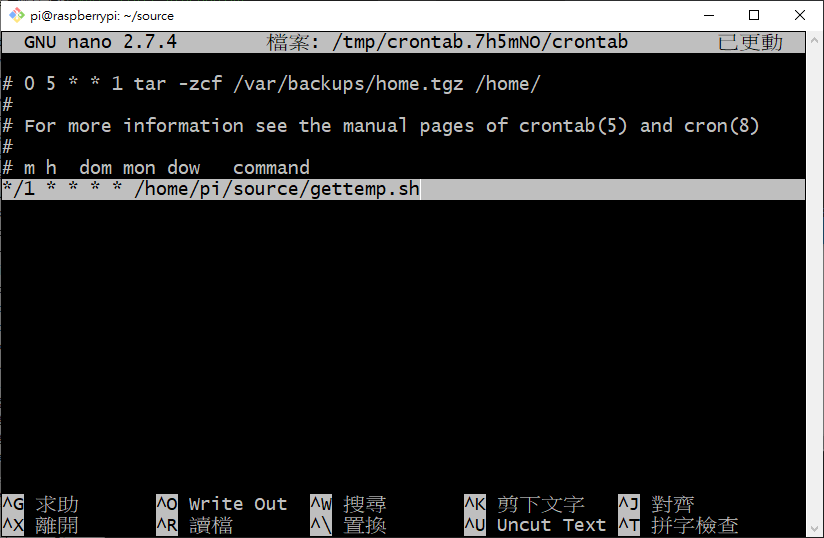 pi@raspberrypi: ~/source
GNU nano 2.7.4 檔案: /tmp/crontab.7h5mNO/crontab 已更動
# 0 5 * * 1 tar -zcf /var/backups/home.tgz /home/
#
# For more information see the manual pages of crontab(5) and cron(8)
#
# m h  dom mon dow   command
*/1 * * * * /home/pi/source/gettemp.sh
^G 求助 ^O Write Out ^W 搜尋 ^K 剪下文字 ^J 對齊
^X 離開 ^R 讀檔 ^\ 置換 ^U Uncut Text ^T 拼字檢查